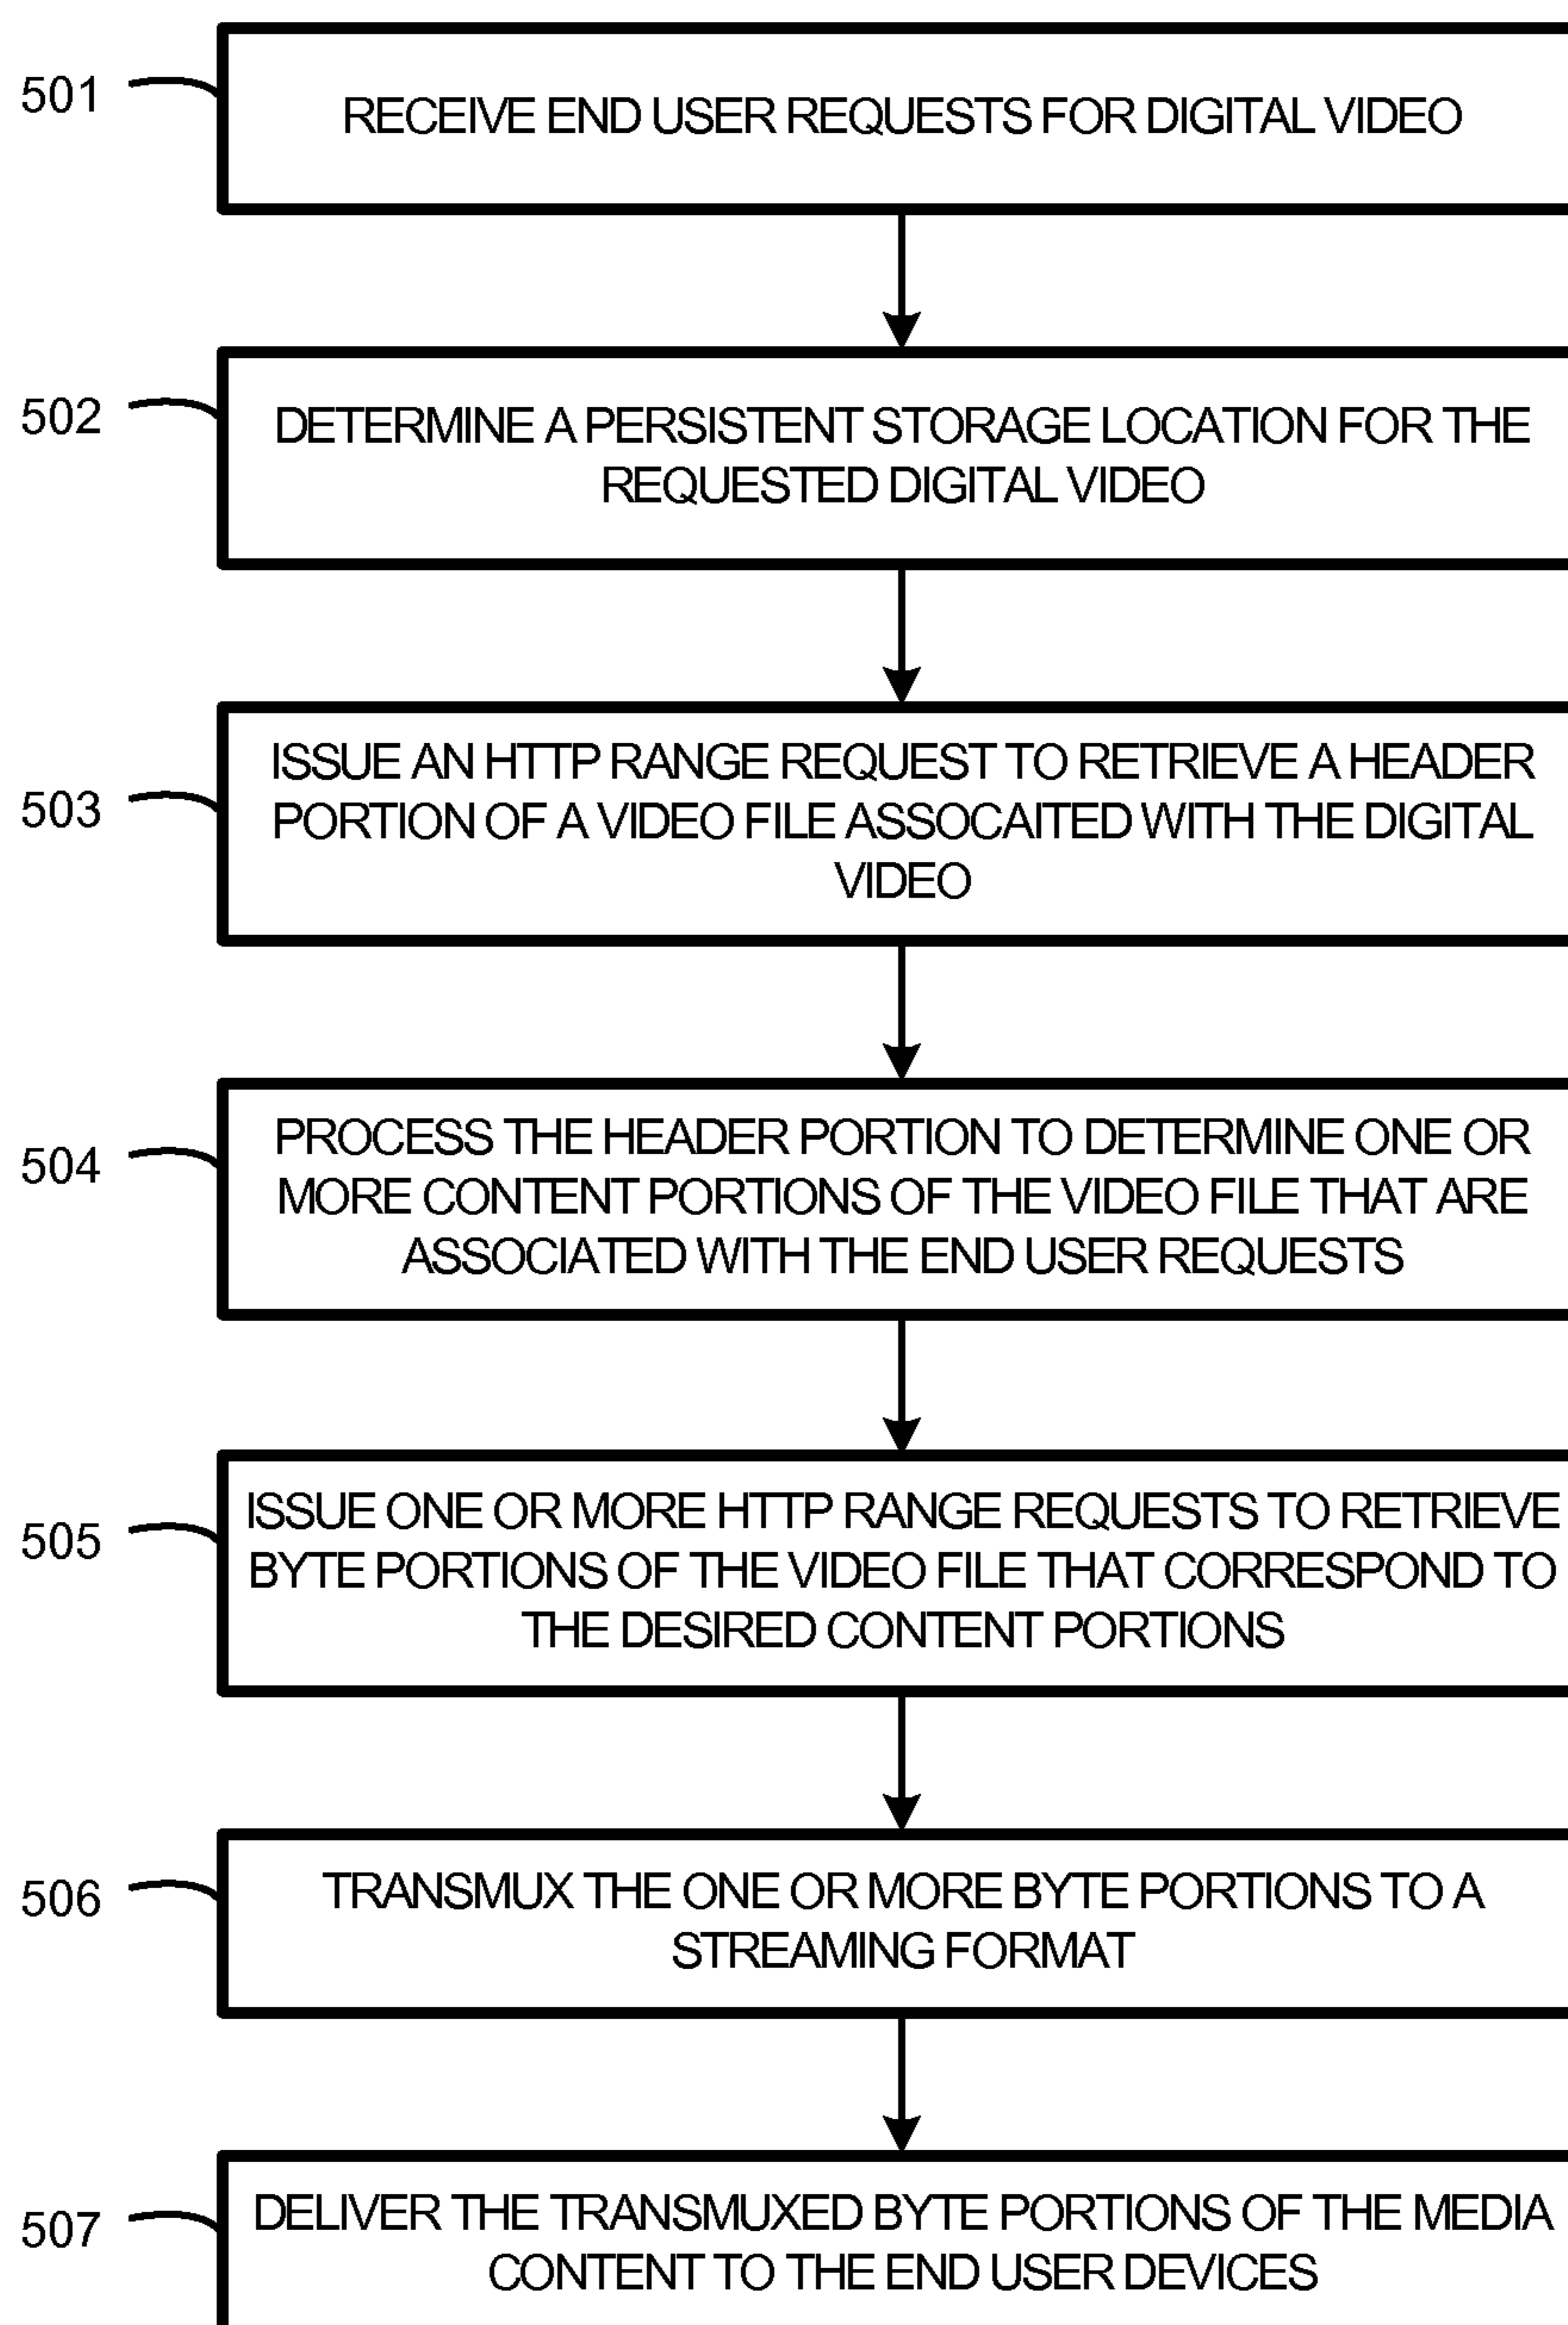 501
RECEIVE END USER REQUESTS FOR DIGITAL VIDEO
502
DETERMINE A PERSISTENT STORAGE LOCATION FOR THE
REQUESTED DIGITAL VIDEO
503
ISSUE AN HTTP RANGE REQUEST TO RETRIEVE A HEADER
PORTION OF A VIDEO FILE ASSOCAITED WITH THE DIGITAL
VIDEO
504
PROCESS THE HEADER PORTION TO DETERMINE ONE OR
MORE CONTENT PORTIONS OF THE VIDEO FILE THAT ARE
ASSOCIATED WITH THE END USER REQUESTS
505
ISSUE ONE OR MORE HTTP RANGE REQUESTS TO RETRIEVE
BYTE PORTIONS OF THE VIDEO FILE THAT CORRESPOND TO
THE DESIRED CONTENT PORTIONS
506
TRANSMUX THE ONE OR MORE BYTE PORTIONS TO A
STREAMING FORMAT
507
DELIVER THE TRANSMUXED BYTE PORTIONS OF THE MEDIA
CONTENT TO THE END USER DEVICES